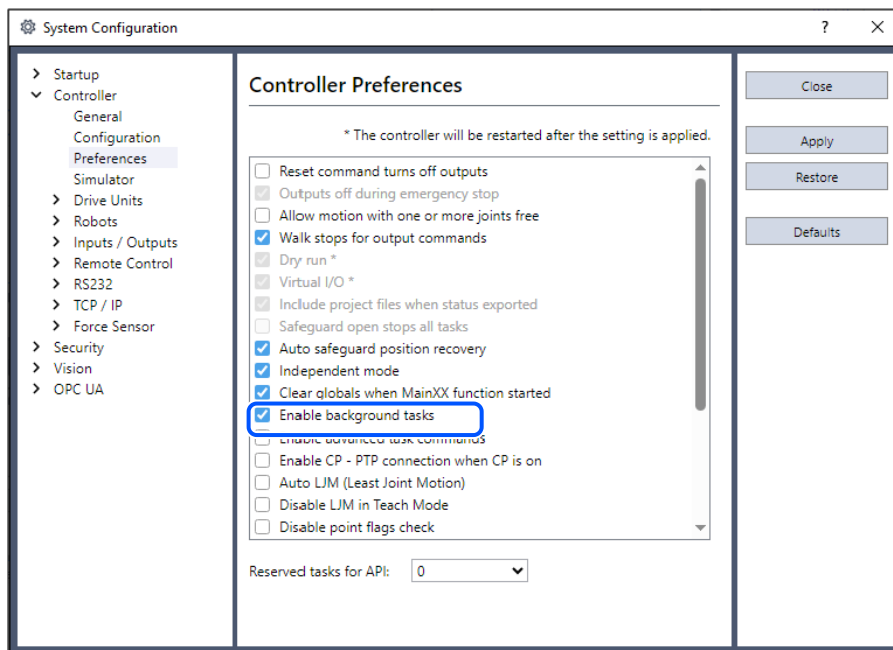 System Configuration
?
Startup
Controller
General
Configuration
Preferences
Simulator
Drive Units
Robots
Inputs / Outputs
Remote Control
RS232
TCP / IP
Force Sensor
Security
Vision
OPC UA
Controller Preferences
* The controller will be restarted after the setting is applied.
Reset command turns off outputs
Outputs off during emergency stop
Allow motion with one or more joints free
Walk stops for output commands
Dry run *
Virtual I/O *
Include project files when status exported
Safeguard open stops all tasks
Auto safeguard position recovery
Independent mode
Clear globals when MainXX function started
Enable background tasks
Enable advanced task commands
Enable CP - PTP connection when CP is on
Auto LJM (Least Joint Motion)
Disable LJM in Teach Mode
Disable point flags check
Reserved tasks for API: 0
Close
Apply
Restore
Defaults